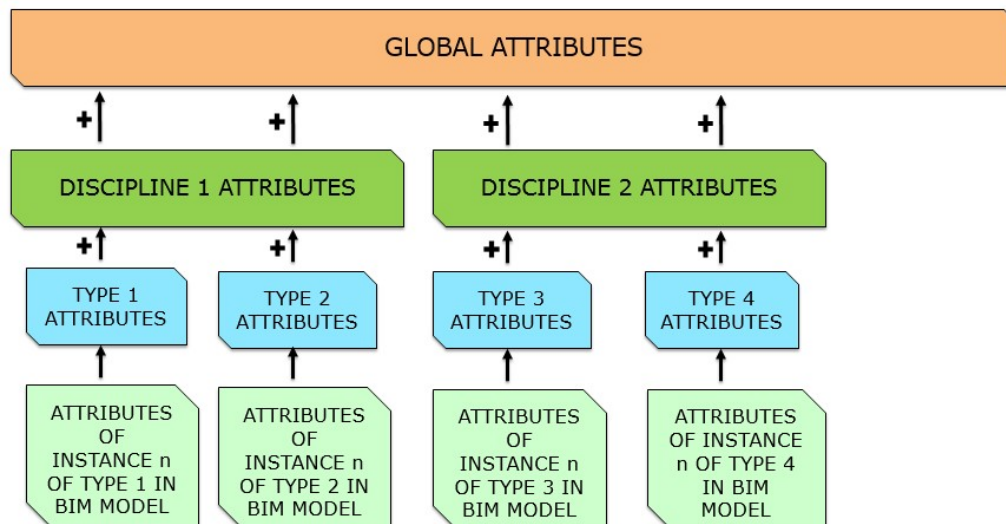 GLOBAL ATTRIBUTES
+ + + +
DISCIPLINE 1 ATTRIBUTES
DISCIPLINE 2 ATTRIBUTES
+ + + +
TYPE 1
ATTRIBUTES
TYPE 2
ATTRIBUTES
TYPE 3
ATTRIBUTES
TYPE 4
ATTRIBUTES
ATTRIBUTES
OF
INSTANCE n
OF TYPE 1 IN
BIM MODEL
ATTRIBUTES
OF
INSTANCE n
OF TYPE 2 IN
BIM MODEL
ATTRIBUTES
OF
INSTANCE n
OF TYPE 3 IN
BIM MODEL
ATTRIBUTES
OF INSTANCE
n OF TYPE 4
IN BIM
MODEL